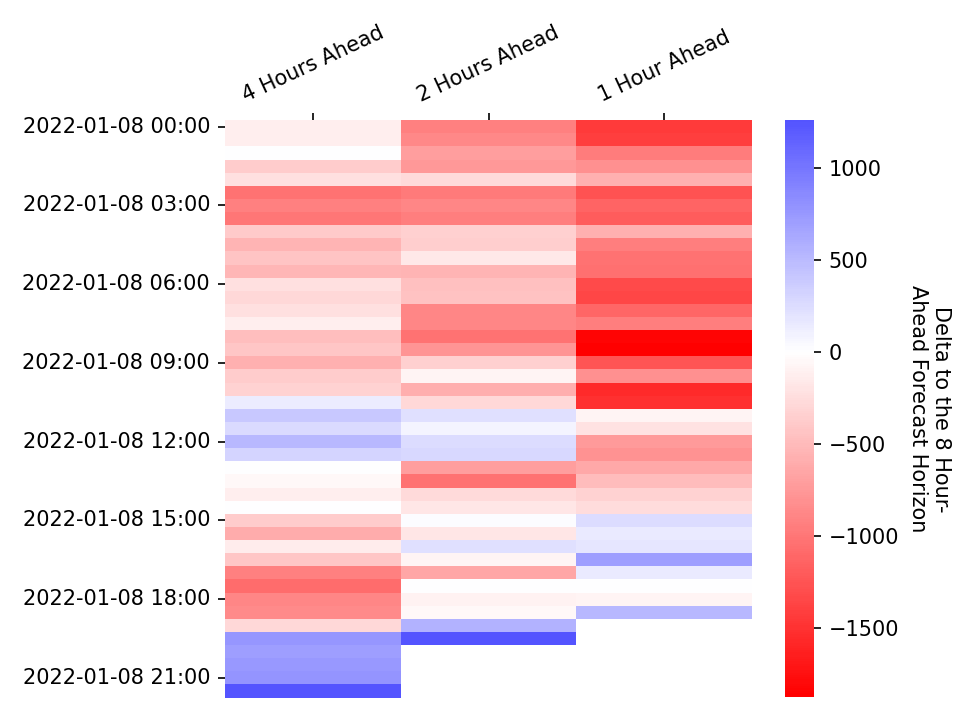 4 Hours Ahead
2 Hours Ahead
1 Hour Ahead
2022-01-08 00:00
2022-01-08 03:00
2022-01-08 06:00
2022-01-08 09:00
2022-01-08 12:00
2022-01-08 15:00
2022-01-08 18:00
2022-01-08 21:00
1000
500
0
−500
−1000
−1500
Delta to the 8 Hour-
Ahead Forecast Horizon